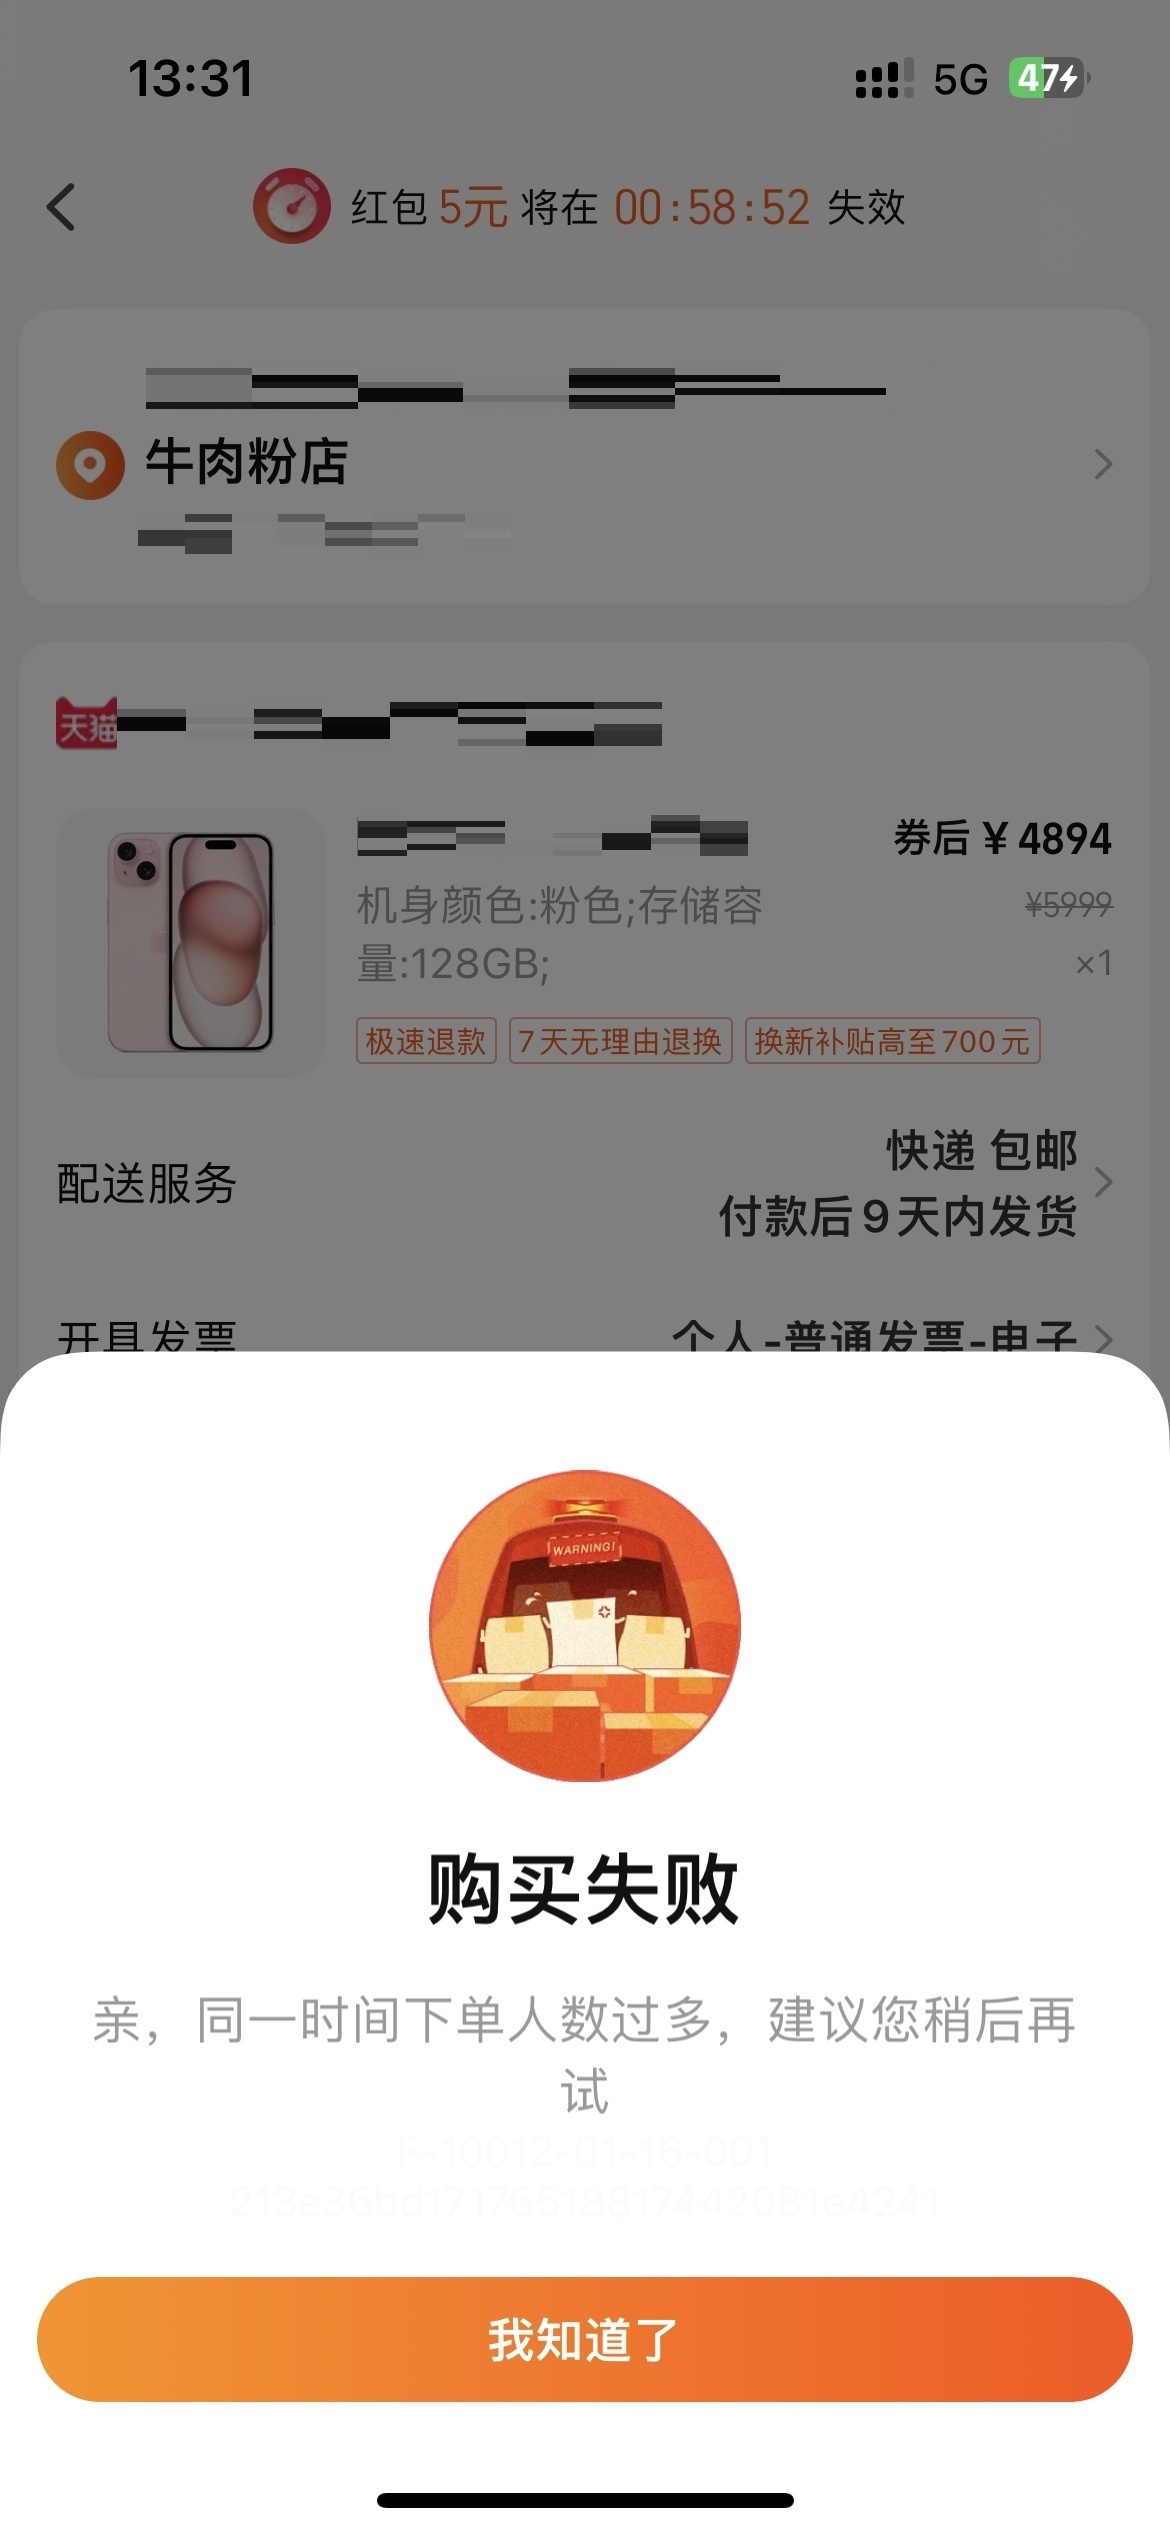 13:31
5G 47
红包 5元 将在 00:58:52 失效
牛肉粉店
天猫
券后 ¥ 4894
机身颜色:粉色;存储容
¥5999
量:128GB;
×1
极速退款 7天无理由退换 换新补贴高至700元
快递 包邮
配送服务
付款后9天内发货
开具发票 个人-普通发票-电子
WARNING!
购买失败
亲，同一时间下单人数过多，建议您稍后再
试
F-10012-01-16-001
213e36bd17176518817442081e4241
我知道了